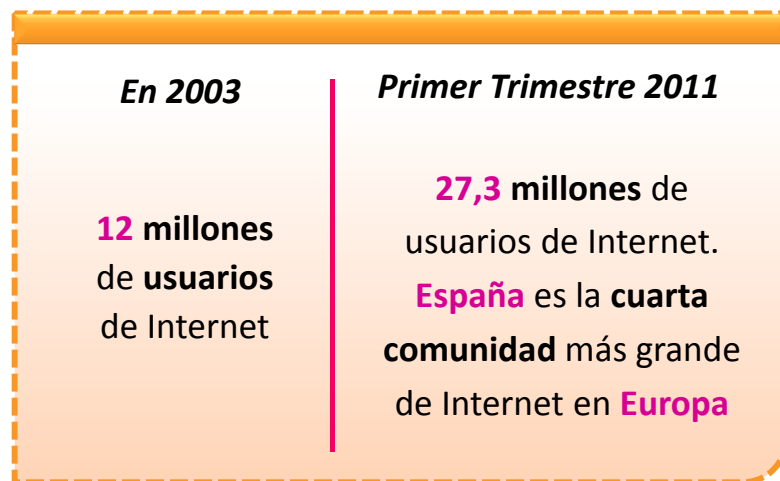 En 2003
12 millones
de usuarios
de Internet
Primer Trimestre 2011
27,3 millones de
usuarios de Internet.
España es la cuarta
comunidad más grande
de Internet en Europa